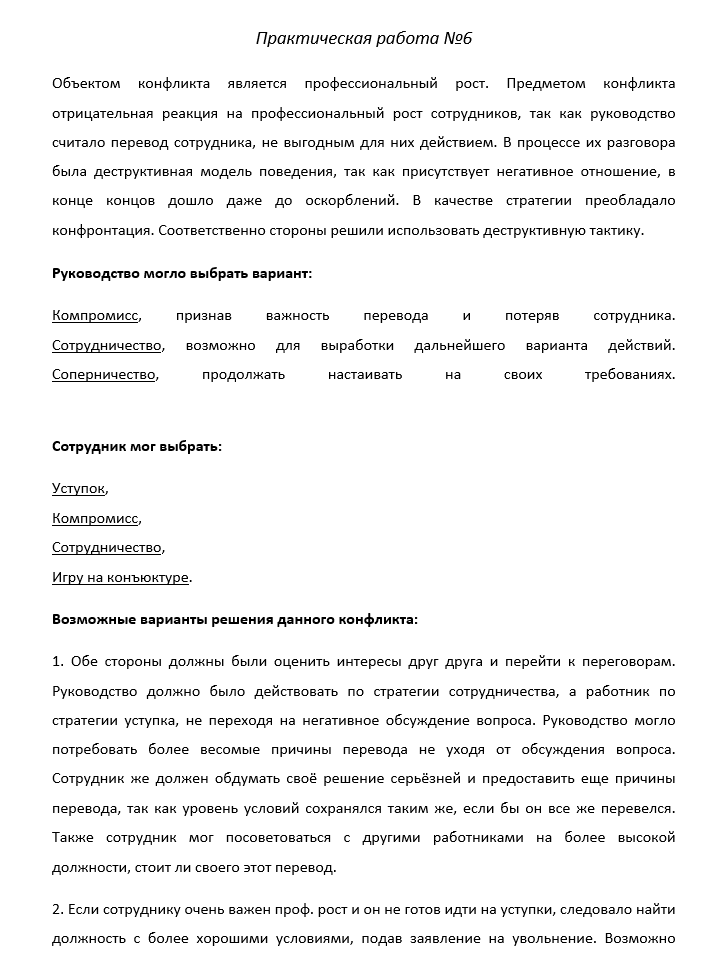 Практическая работа №6
Объектом конфликта является профессиональный рост. Предметом конфликта
отрицательная реакция на профессиональный рост сотрудников, так как руководство
считало перевод сотрудника, не выгодным для них действием. В процессе их разговора
была деструктивная модель поведения, так как присутствует негативное отношение, в
конце концов дошло даже до оскорблений. В качестве стратегии преобладало
конфронтация. Соответственно стороны решили использовать деструктивную тактику.
Руководство могло выбрать вариант:
Компромисс, признав важность перевода и потеряв сотрудника.
Сотрудничество, возможно для выработки дальнейшего варианта действий.
Соперничество, продолжать настаивать на своих требованиях.
Сотрудник мог выбрать:
Уступок,
Компромисс,
Сотрудничество,
Игру на конъюктуре.
Возможные варианты решения данного конфликта:
1. Обе стороны должны были оценить интересы друг друга и перейти к переговорам.
Руководство должно было действовать по стратегии сотрудничества, а работник по
стратегии уступка, не переходя на негативное обсуждение вопроса. Руководство могло
потребовать более весомые причины перевода не уходя от обсуждения вопроса.
Сотрудник же должен обдумать своё решение серьёзней и предоставить еще причины
перевода, так как уровень условий сохранялся таким же, если бы он все же перевелся.
Также сотрудник мог посоветоваться с другими работниками на более высокой
должности, стоит ли своего этот перевод.
2. Если сотруднику очень важен проф. рост и он не готов идти на уступки, следовало найти
должность с более хорошими условиями, подав заявление на увольнение. Возможно